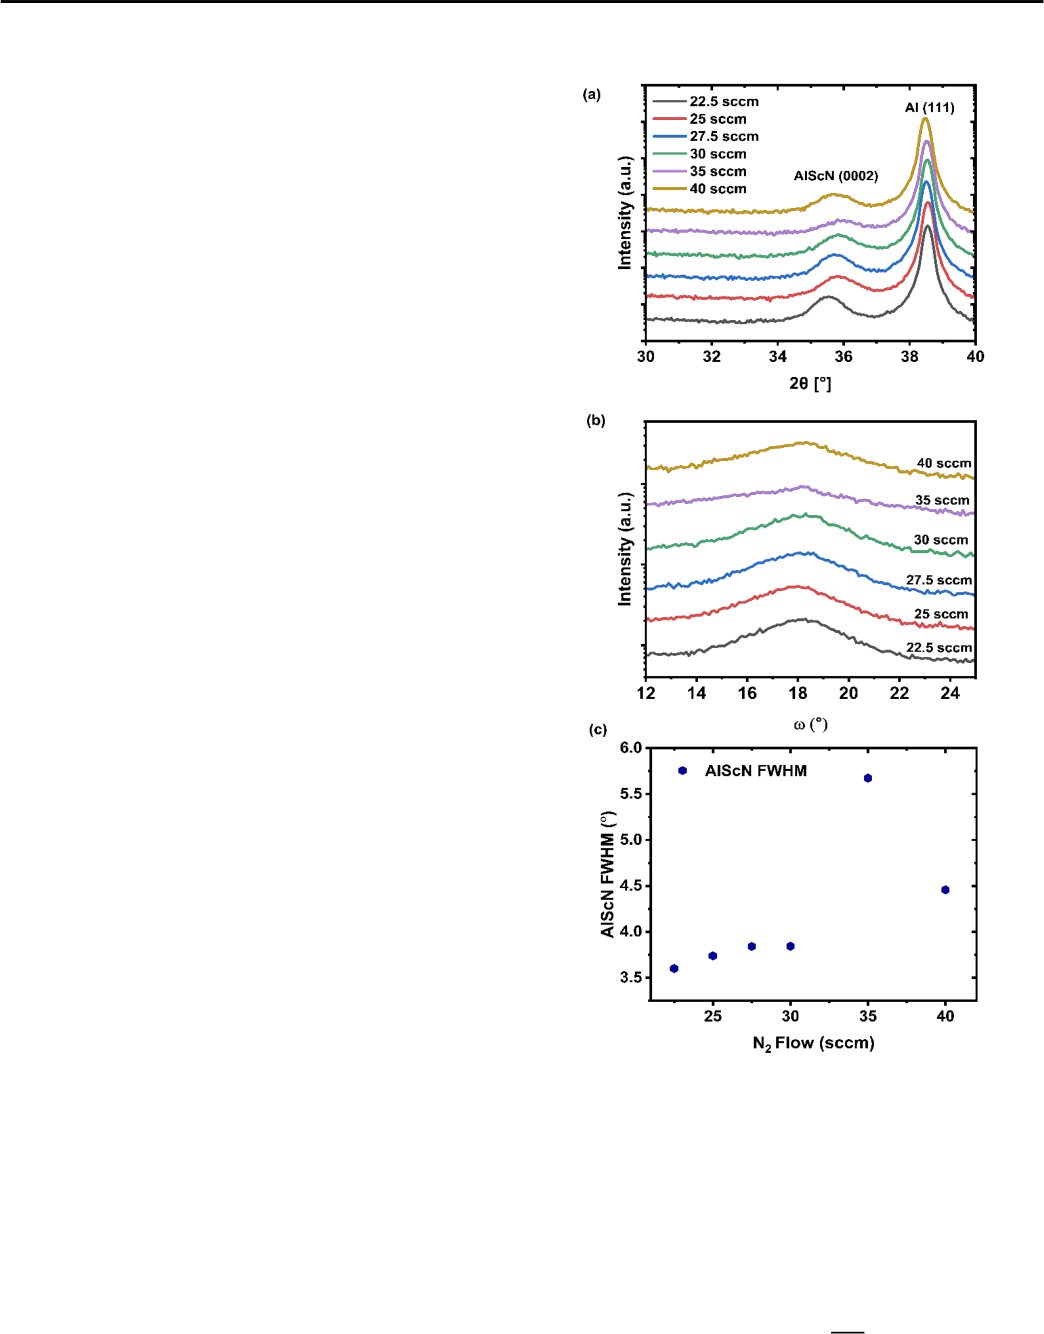 (a)
22.5 sccm
25 sccm
27.5 sccm
30 sccm
35 sccm
40 sccm
Al (111)
AlScN (0002)
Intensity (a.u.)
30 32 34 36 38 40
2θ [°]
(b)
40 sccm
35 sccm
30 sccm
27.5 sccm
25 sccm
22.5 sccm
Intensity (a.u.)
12 14 16 18 20 22 24
ω (°)
(c)
AlScN FWHM
6.0
5.5
5.0
4.5
4.0
3.5
AlScN FWHM (°)
25 30 35 40
N₂ Flow (sccm)